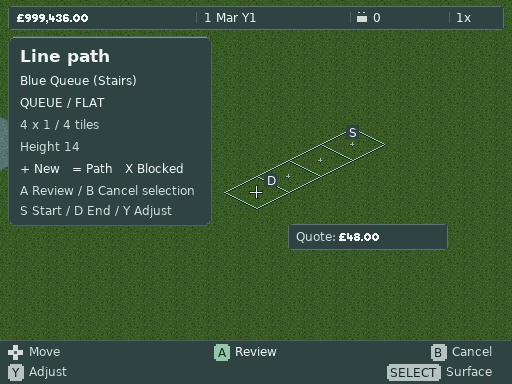 £999,436.00 1 Mar Y1 0 1x
Line path
Blue Queue (Stairs)
QUEUE / FLAT
4 x 1 / 4 tiles
Height 14
+ New = Path X Blocked
A Review / B Cancel selection
S Start / D End / Y Adjust
S
D
Quote: £48.00
Move A Review B Cancel
Y Adjust SELECT Surface